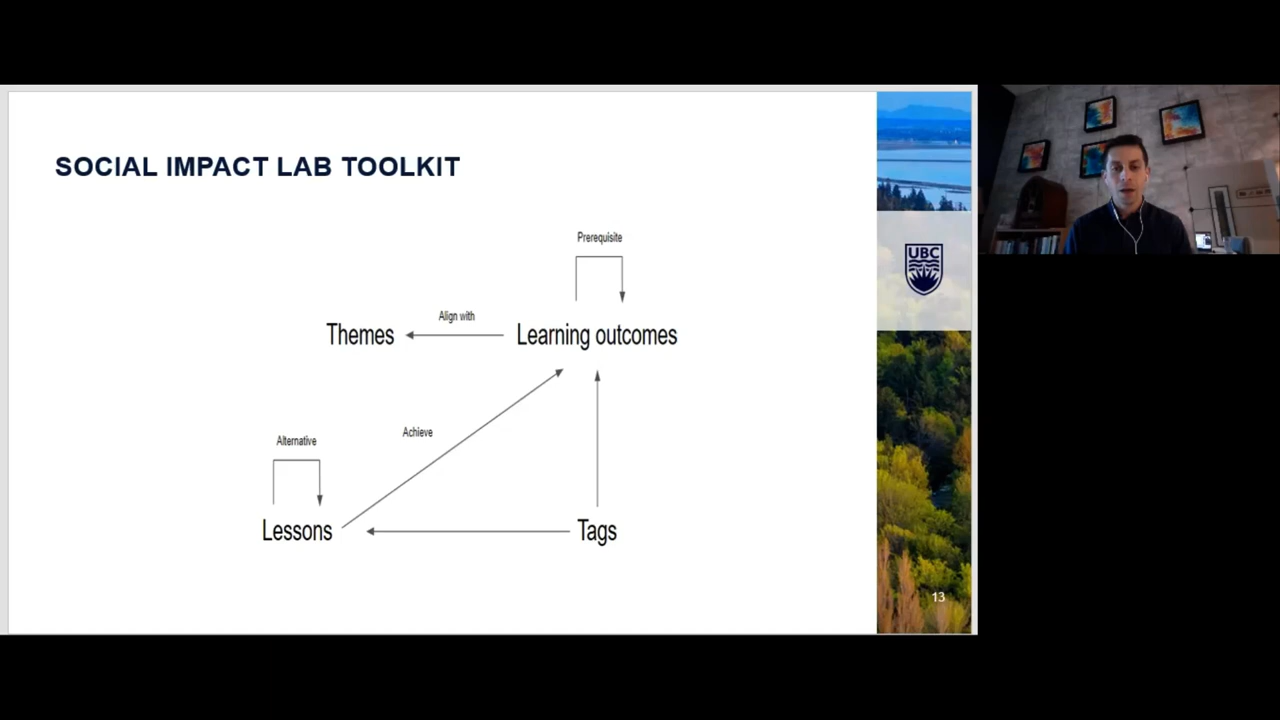 SOCIAL IMPACT LAB TOOLKIT
Prerequisite
Align with
Themes
Learning outcomes
Achieve
Alternative
Lessons
Tags
UBC
13